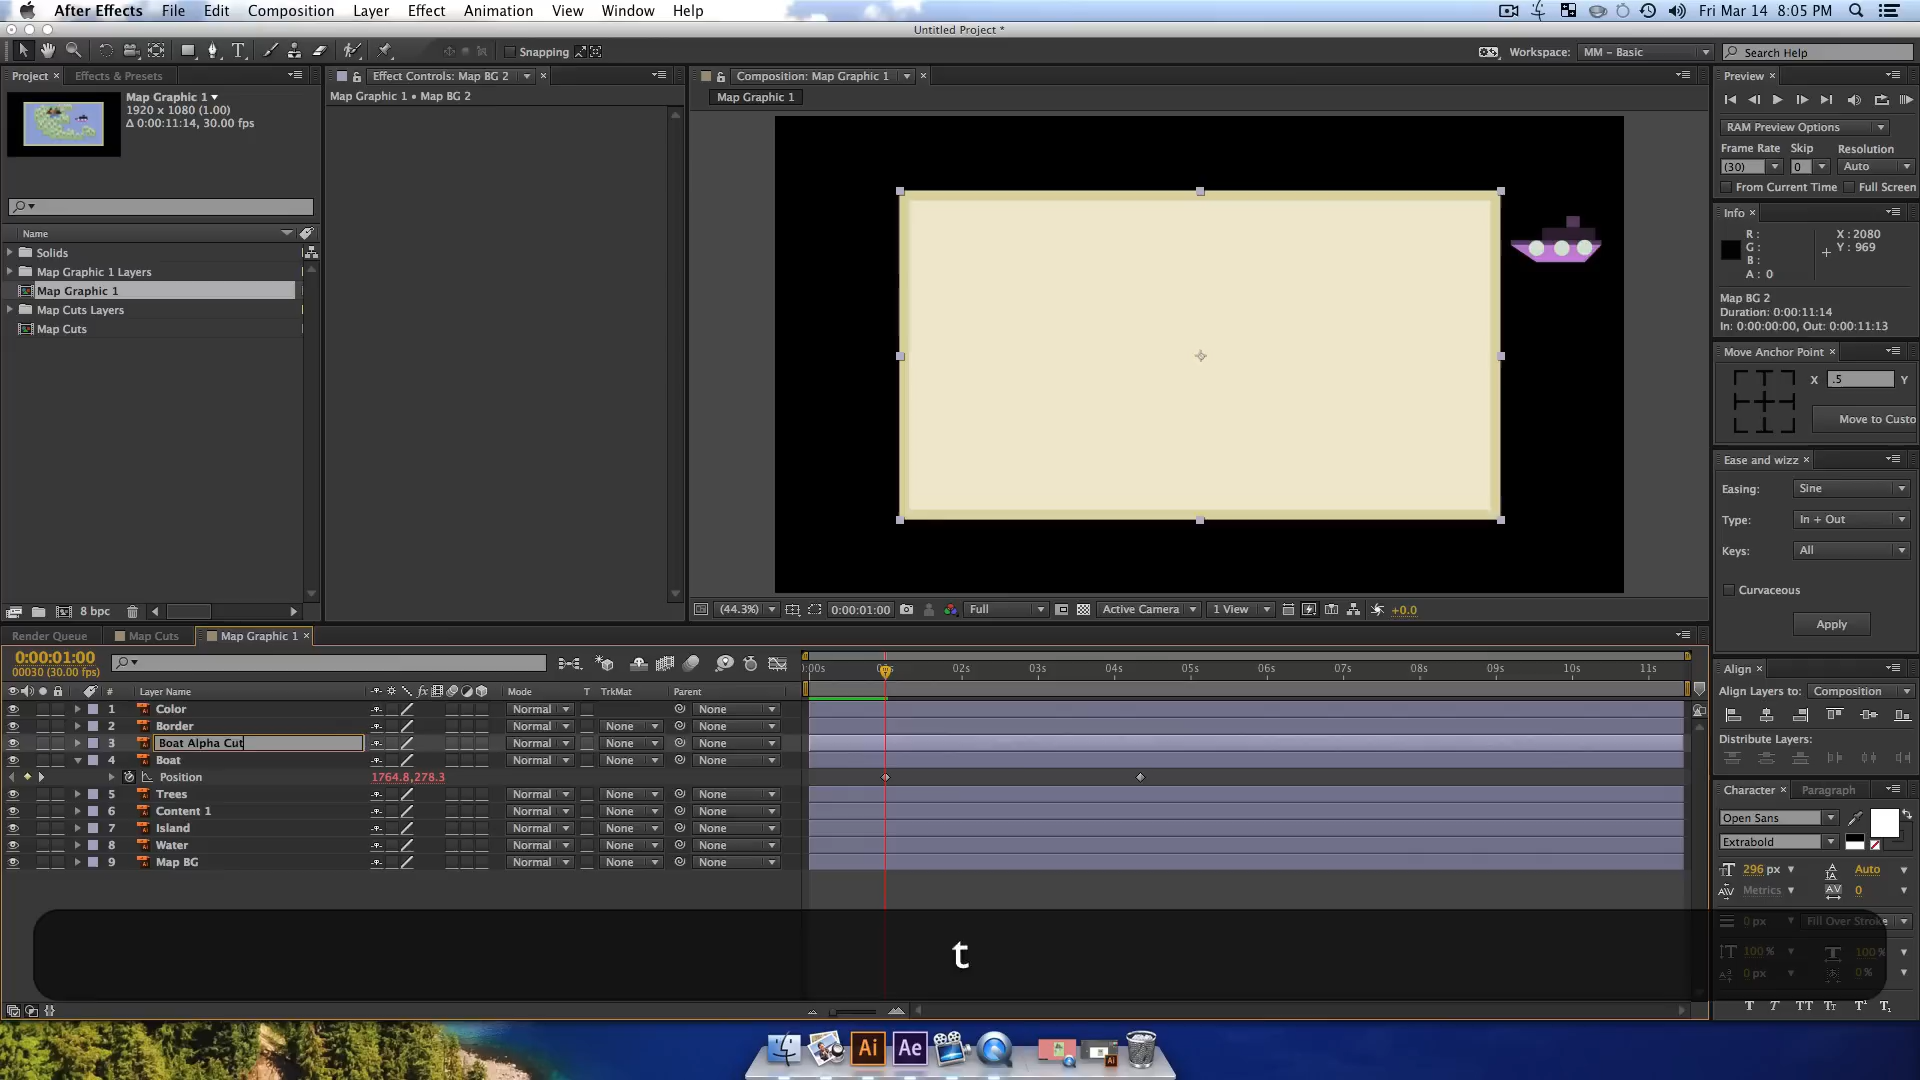 After Effects File Edit Composition Layer Effect Animation View Window Help Fri Mar 14 8:05 PM
Untitled Project *
Snapping Workspace: MM - Basic Search Help
Project Effects & Presets Effect Controls: Map BG 2 Composition: Map Graphic 1 Preview
Map Graphic 1
1920 x 1080 (1.00)
Δ 0:00:11:14, 30.00 fps
Name
Solids
Map Graphic 1 Layers
Map Graphic 1
Map Cuts Layers
Map Cuts
8 bpc
Map Graphic 1 • Map BG 2
Map Graphic 1
(44.3%) 0:00:01:00 Full Active Camera 1 View +0.0
RAM Preview Options
Frame Rate Skip Resolution
(30) 0 Auto
From Current Time Full Screen
Info
R : X : 2080
G : Y : 969
B :
A : 0
Map BG 2
Duration: 0:00:11:14
In: 0:00:00:00, Out: 0:00:11:13
Move Anchor Point
X .5 Y
Move to Custo
Ease and wizz
Easing: Sine
Type: In + Out
Keys: All
Curvaceous
Apply
Align
Align Layers to: Composition
Distribute Layers:
Character Paragraph
Open Sans
Extrabold
296 px Auto
Metrics 0
0 px Fill Over Stroke
100 % 100 %
0 px 0 %
T T TT Tт T¹ T₁
Render Queue Map Cuts Map Graphic 1
0:00:01:00
00030 (30.00 fps)
:00s 02s 03s 04s 05s 06s 07s 08s 09s 10s 11s
# Layer Name fx Mode T TrkMat Parent
1 Color Normal None
2 Border Normal None None
3 Boat Alpha Cut Normal None None
4 Boat Normal None None
Position 1764.8,278.3
5 Trees Normal None None
6 Content 1 Normal None None
7 Island Normal None None
8 Water Normal None None
9 Map BG Normal None None
t
Ai Ae